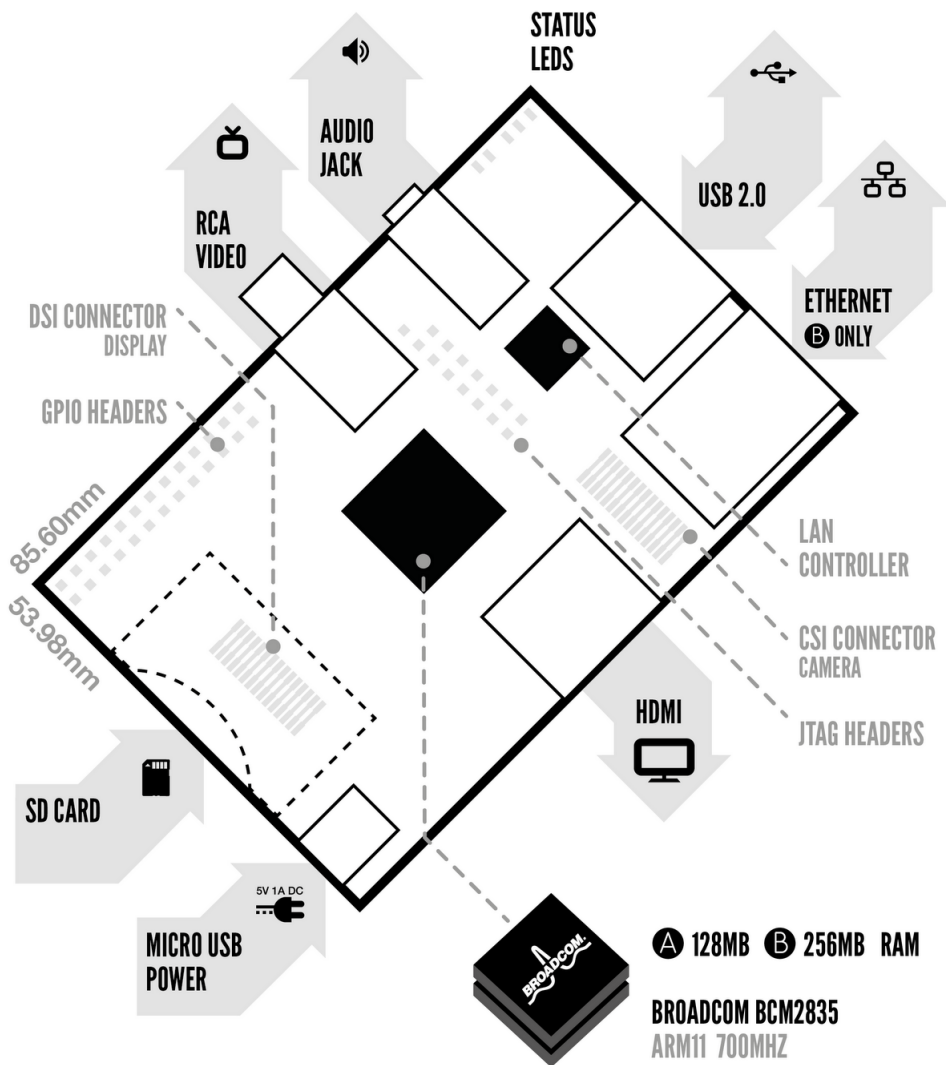 STATUS
LEDS
AUDIO
JACK
USB 2.0
RCA
VIDEO
ETHERNET
B ONLY
DSI CONNECTOR
DISPLAY
GPIO HEADERS
85.60mm
53.98mm
LAN
CONTROLLER
CSI CONNECTOR
CAMERA
JTAG HEADERS
HDMI
SD CARD
5V 1A DC
MICRO USB
POWER
BROADCOM.
A 128MB B 256MB RAM
BROADCOM BCM2835
ARM11 700MHZ